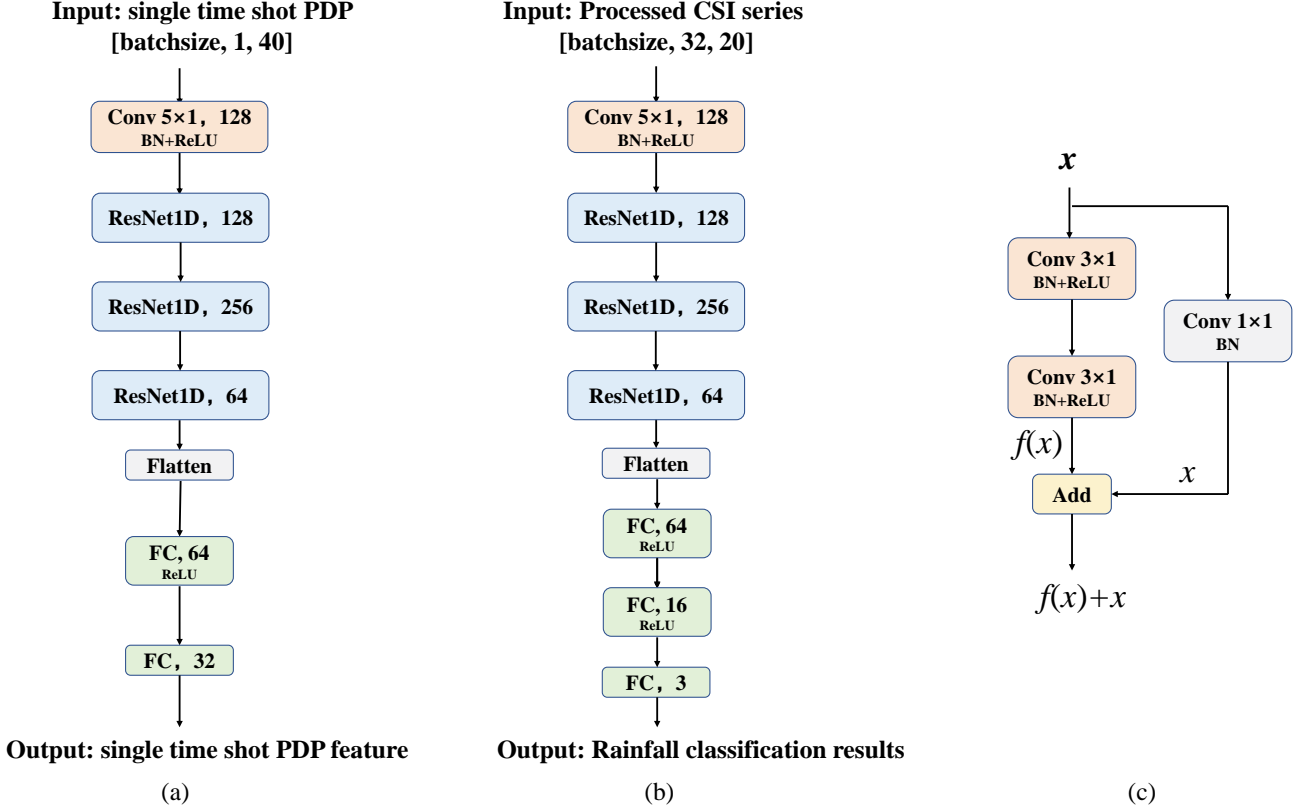 Input: single time shot PDP
[batchsize, 1, 40]
Conv 5×1, 128
BN+ReLU
ResNet1D, 128
ResNet1D, 256
ResNet1D, 64
Flatten
FC, 64
ReLU
FC, 32
Output: single time shot PDP feature
(a)
Input: Processed CSI series
[batchsize, 32, 20]
Conv 5×1, 128
BN+ReLU
ResNet1D, 128
ResNet1D, 256
ResNet1D, 64
Flatten
FC, 64
ReLU
FC, 16
ReLU
FC, 3
Output: Rainfall classification results
(b)
x
Conv 3×1
BN+ReLU
Conv 1×1
BN
Conv 3×1
BN+ReLU
f(x)
x
Add
f(x)+x
(c)